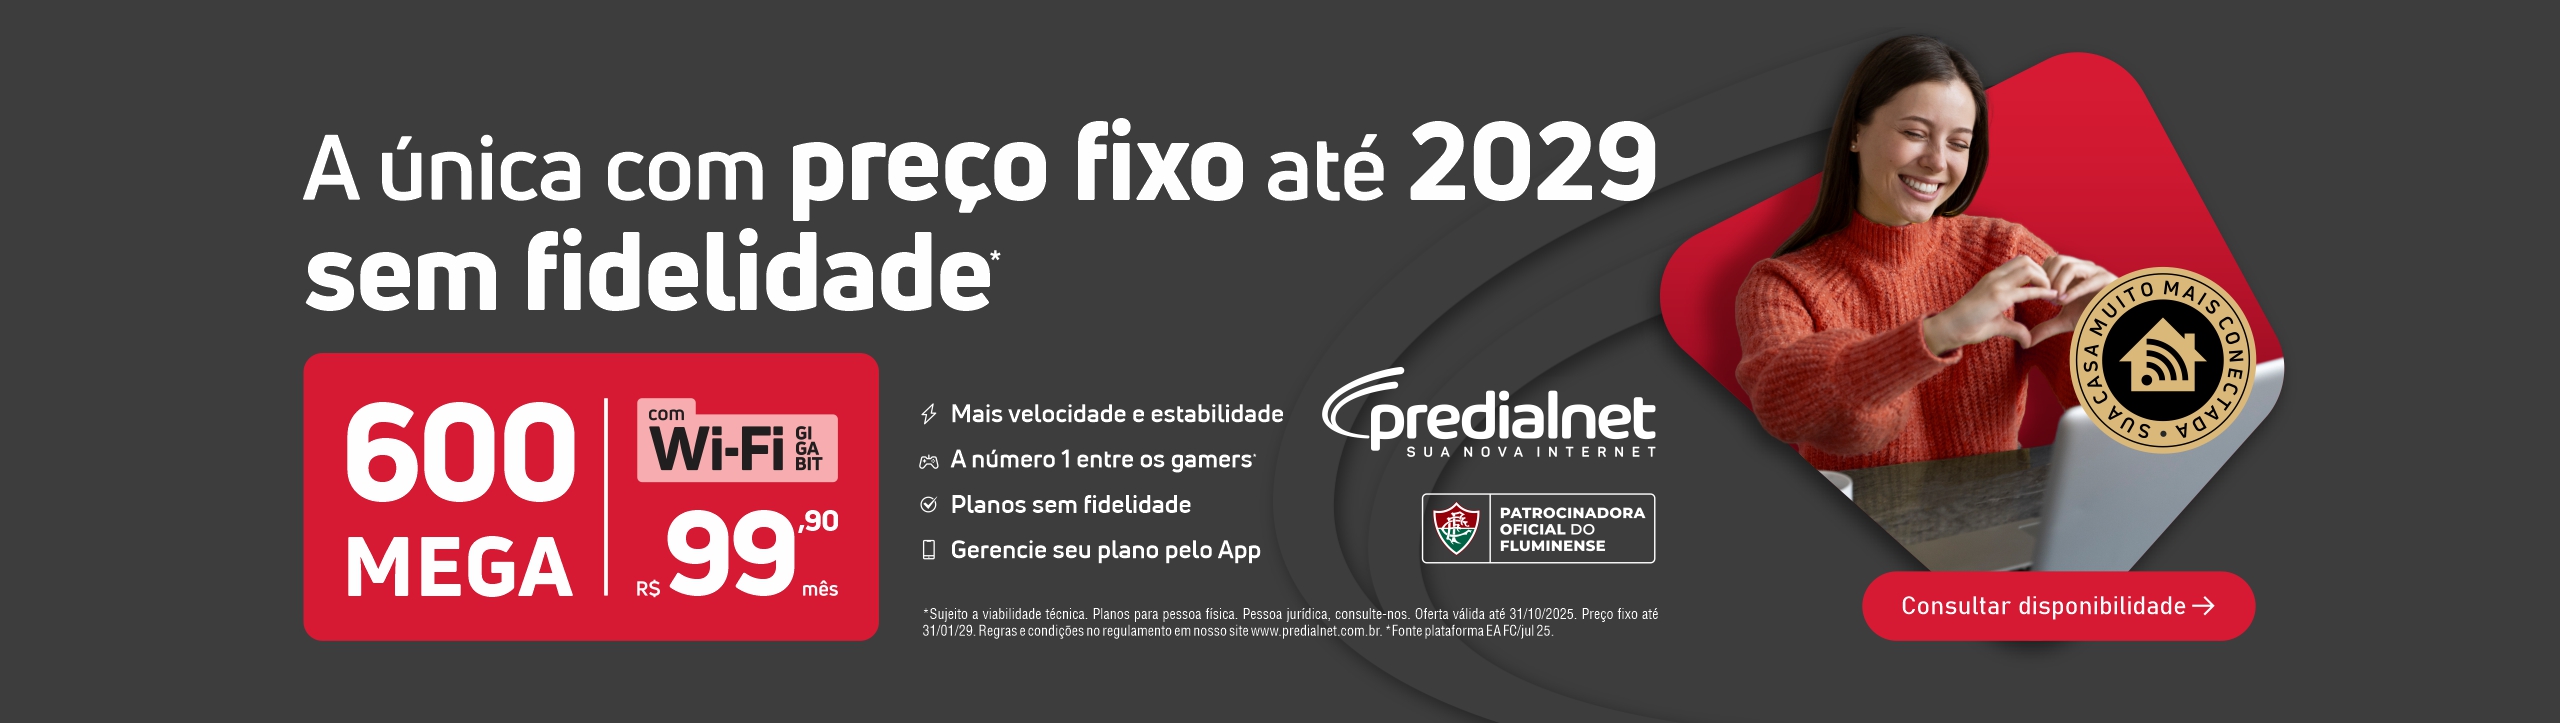 A única com preço fixo até 2029
sem fidelidade*
600
MEGA
com
Wi-Fi
GI
GA
BIT
R$ 99,90
mês
Mais velocidade e estabilidade
A número 1 entre os gamers*
Planos sem fidelidade
Gerencie seu plano pelo App
predialnet
SUA NOVA INTERNET
PATROCINADORA
OFICIAL DO
FLUMINENSE
*Sujeito a viabilidade técnica. Planos para pessoa física. Pessoa jurídica, consulte-nos. Oferta válida até 31/10/2025. Preço fixo até
31/01/29. Regras e condições no regulamento em nosso site www.predialnet.com.br. *Fonte plataforma EA FC/jul 25.
SUA CASA MUITO MAIS CONECTADA •
Consultar disponibilidade →